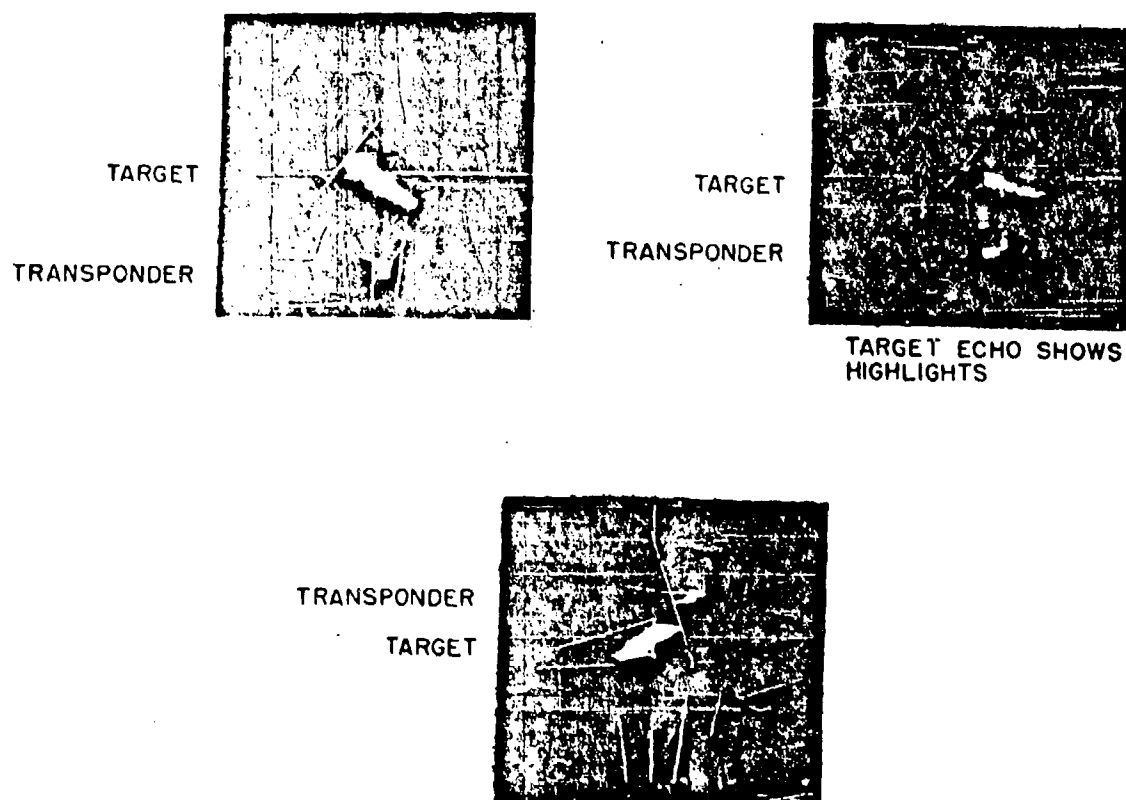 TARGET
TRANSPONDER
TARGET
TRANSPONDER
TARGET ECHO SHOWS
HIGHLIGHTS
TRANSPONDER
TARGET